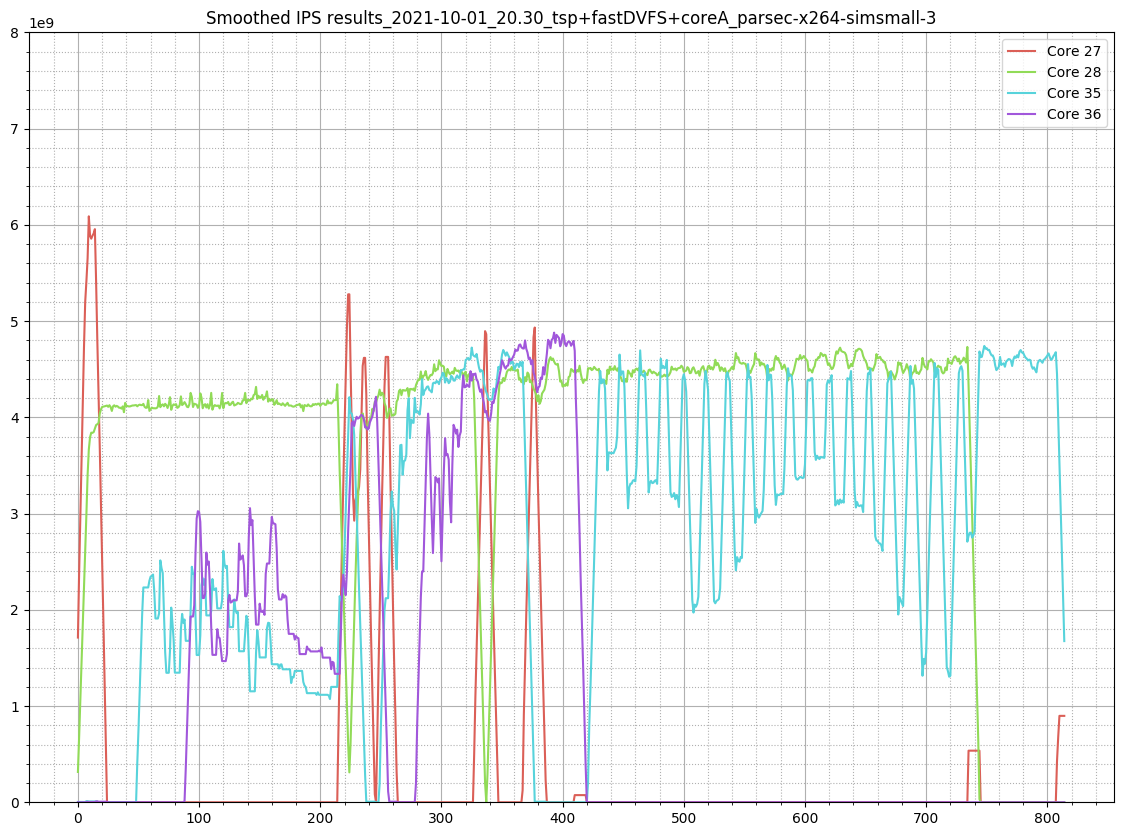 Smoothed IPS results_2021-10-01_20.30_tsp+fastDVFS+coreA_parsec-x264-simsmall-3
1e9
8
7
6
5
4
3
2
1
0
Core 27
Core 28
Core 35
Core 36
0 100 200 300 400 500 600 700 800